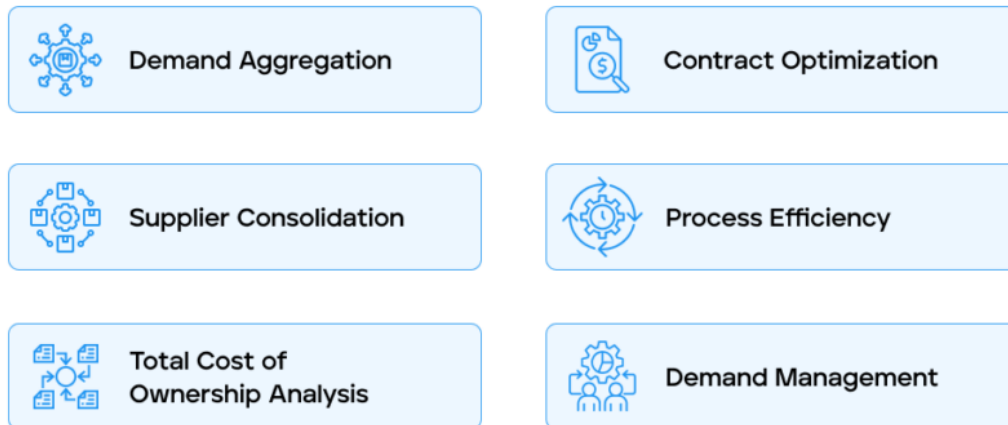 Demand Aggregation
Contract Optimization
Supplier Consolidation
Process Efficiency
Total Cost of
Ownership Analysis
Demand Management